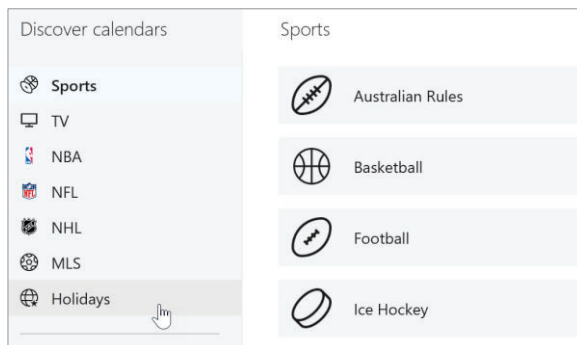 Discover calendars
Sports
TV
NBA
NFL
NHL
MLS
Holidays
Sports
Australian Rules
Basketball
Football
Ice Hockey